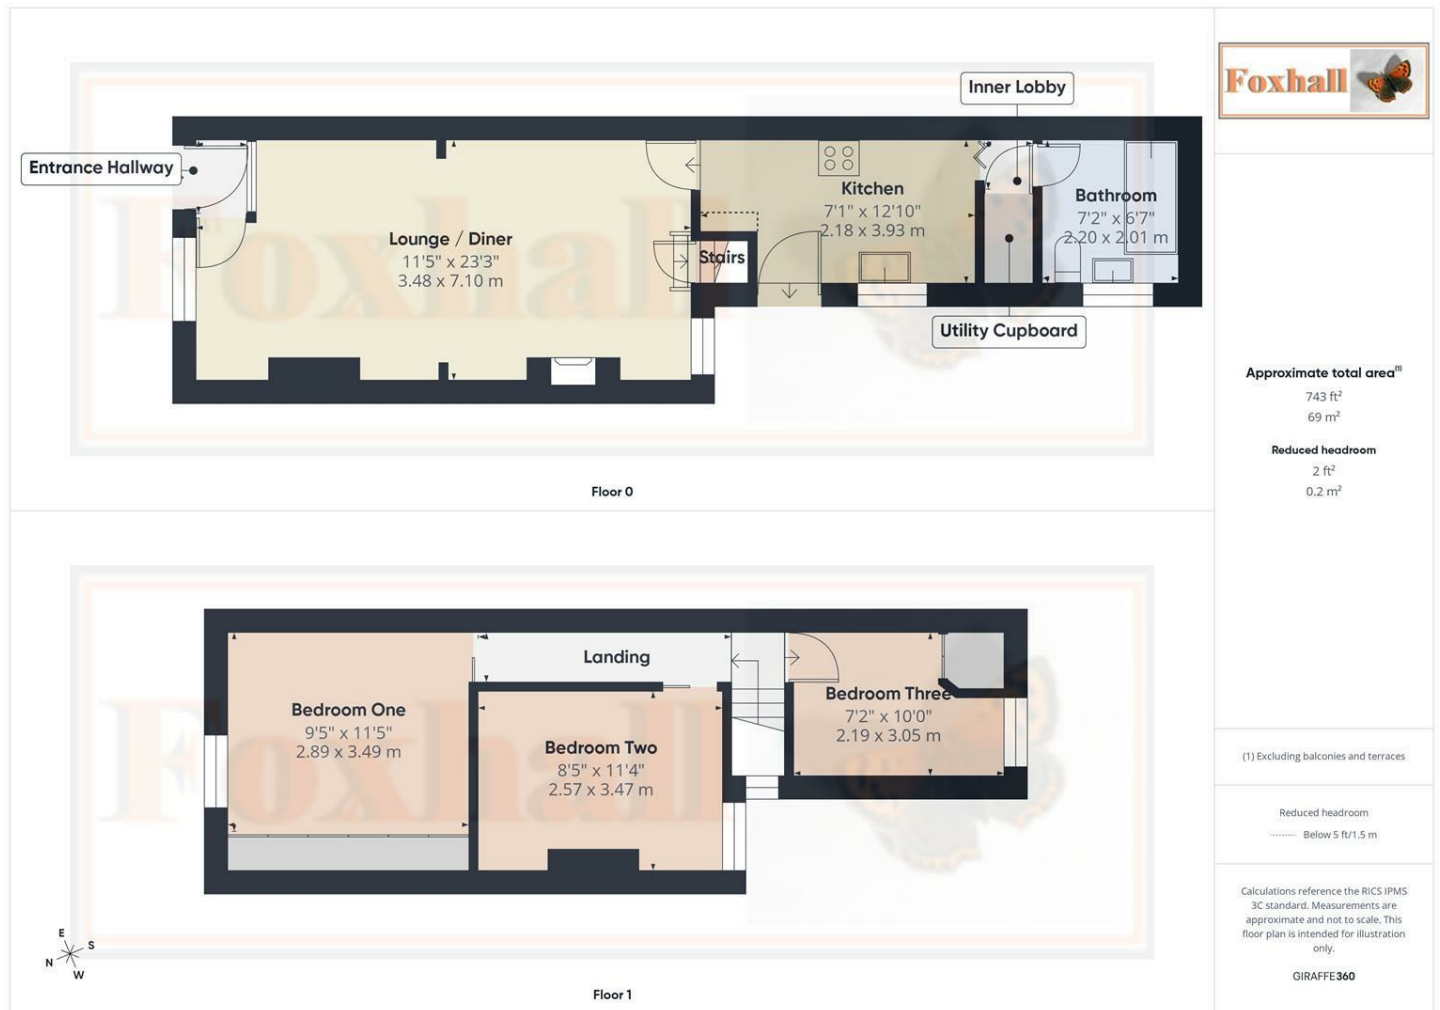 Inner Lobby
Entrance Hallway
Lounge / Diner
11'5" x 23'3"
3.48 x 7.10 m
Stairs
Kitchen
7'1" x 12'10"
2.18 x 3.93 m
Bathroom
7'2" x 6'7"
2.20 x 2.01 m
Utility Cupboard
Foxhall
Floor 0
Landing
Bedroom One
9'5" x 11'5"
2.89 x 3.49 m
Bedroom Two
8'5" x 11'4"
2.57 x 3.47 m
Bedroom Three
7'2" x 10'0"
2.19 x 3.05 m
Foxhall
E
S
N
W
Floor 1
Foxhall
Approximate total area(1)
743 ft²
69 m²
Reduced headroom
2 ft²
0.2 m²
(1) Excluding balconies and terraces
Reduced headroom
Below 5 ft/1.5 m
Calculations reference the RICS IPMS
3C standard. Measurements are
approximate and not to scale. This
floor plan is intended for illustration
only.
GIRAFFE360